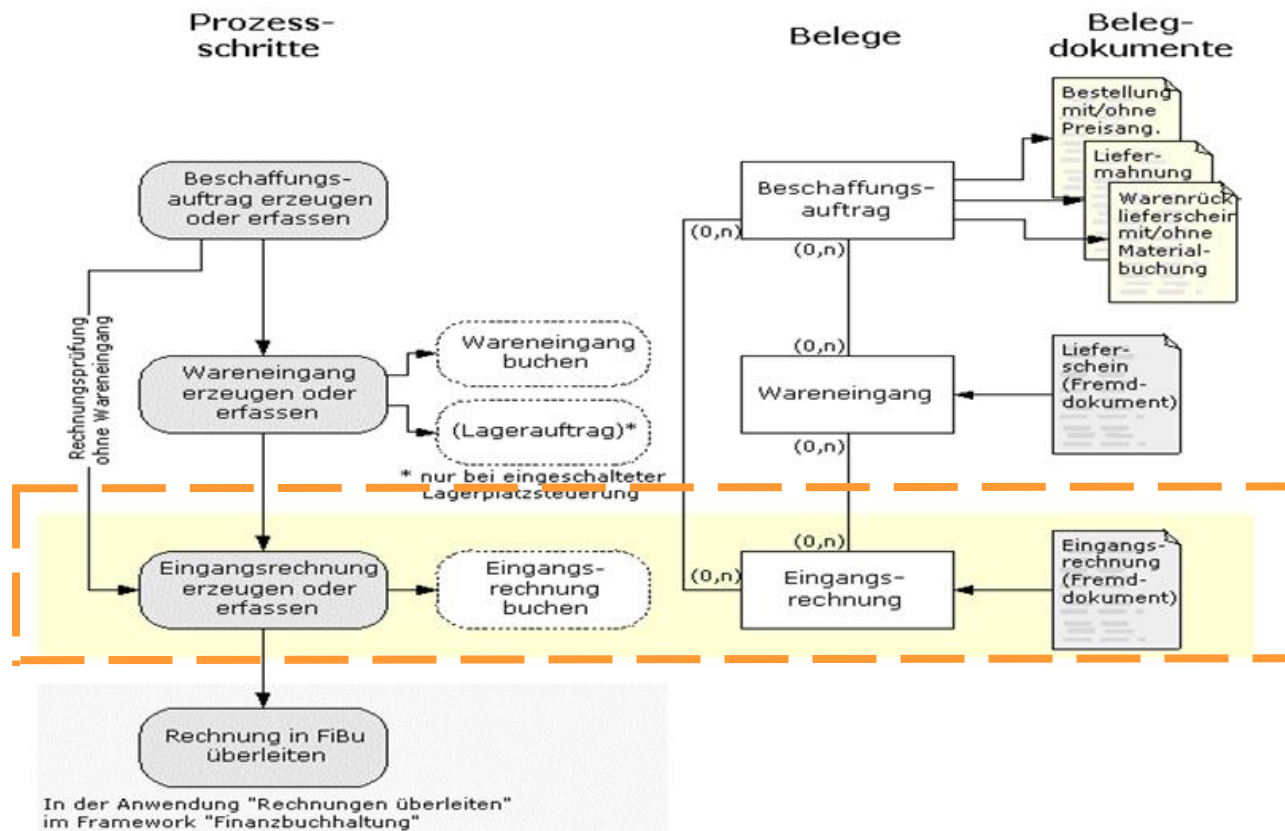 Prozess-
schritte
Belege
Beleg-
dokumente
Bestellung
mit/ohne
Preisang.
Liefer-
mahnung
Warenrück
lieferschein
mit/ohne
Material-
buchung
Beschaffungs-
auftrag erzeugen
oder erfassen
Beschaffungs-
auftrag
(0,n)
(0,n)
Rechnungsprüfung
ohne Wareneingang
Wareneingang
erzeugen oder
erfassen
Wareneingang
buchen
(Lagerauftrag)*
* nur bei eingeschalteter
Lagerplatzsteuerung
(0,n)
Wareneingang
(0,n)
Liefer-
schein
(Fremd-
dokument)
Eingangsrechnung
erzeugen oder
erfassen
Eingangs-
rechnung
buchen
(0,n)
(0,n)
Eingangs-
rechnung
Eingangs-
rechnung
(Fremd-
dokument)
Rechnung in FiBu
überleiten
In der Anwendung "Rechnungen überleiten"
im Framework "Finanzbuchhaltung"